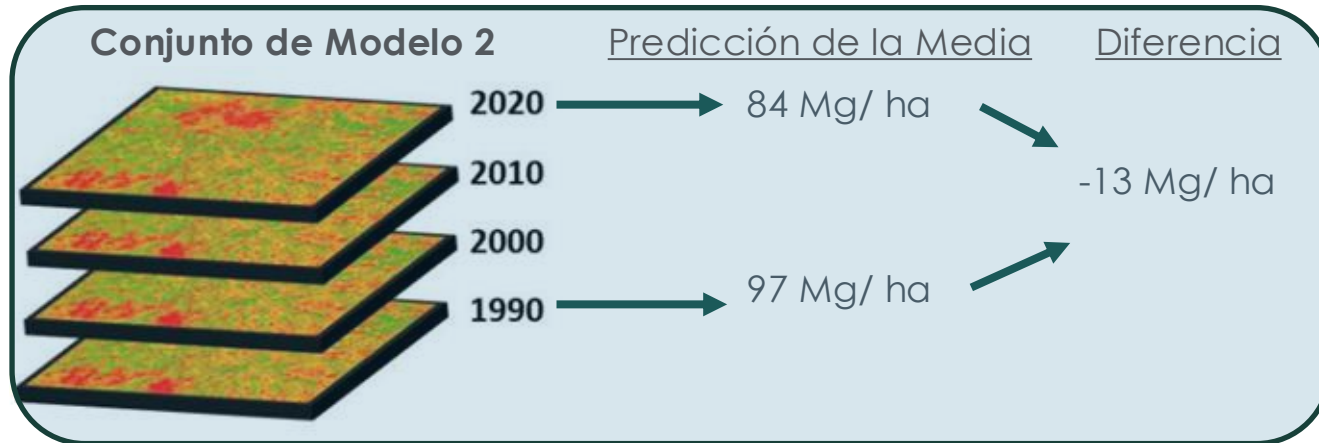 Conjunto de Modelo 2
Predicción de la Media
Diferencia
2020
84 Mg/ ha
2010
-13 Mg/ ha
2000
97 Mg/ ha
1990